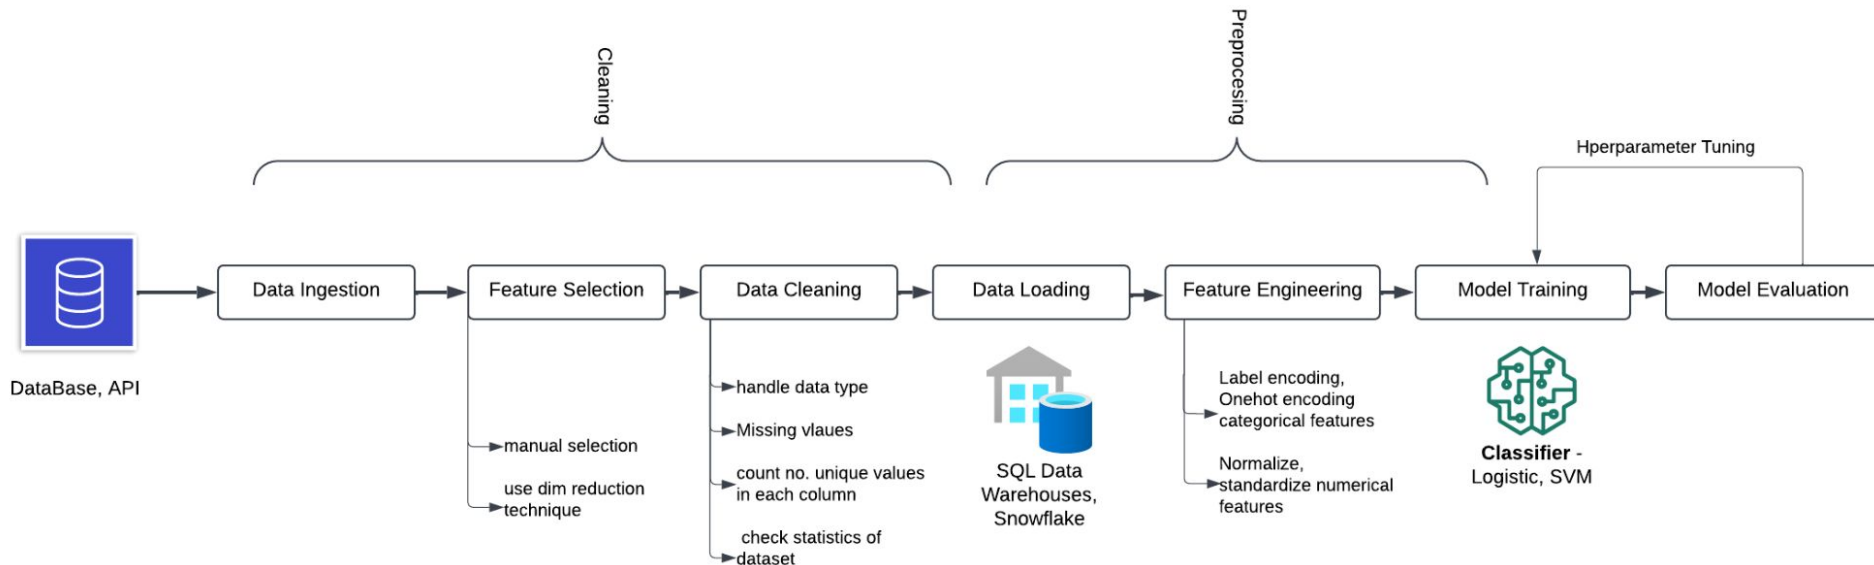 Cleaning
Preprocesing
Hperparameter Tuning
DataBase, API
Data Ingestion
Feature Selection
Data Cleaning
Data Loading
Feature Engineering
Model Training
Model Evaluation
manual selection
use dim reduction
technique
handle data type
Missing vlaues
count no. unique values
in each column
check statistics of
dataset
SQL Data
Warehouses,
Snowflake
Label encoding,
Onehot encoding
categorical features
Normalize,
standardize numerical
features
Classifier -
Logistic, SVM